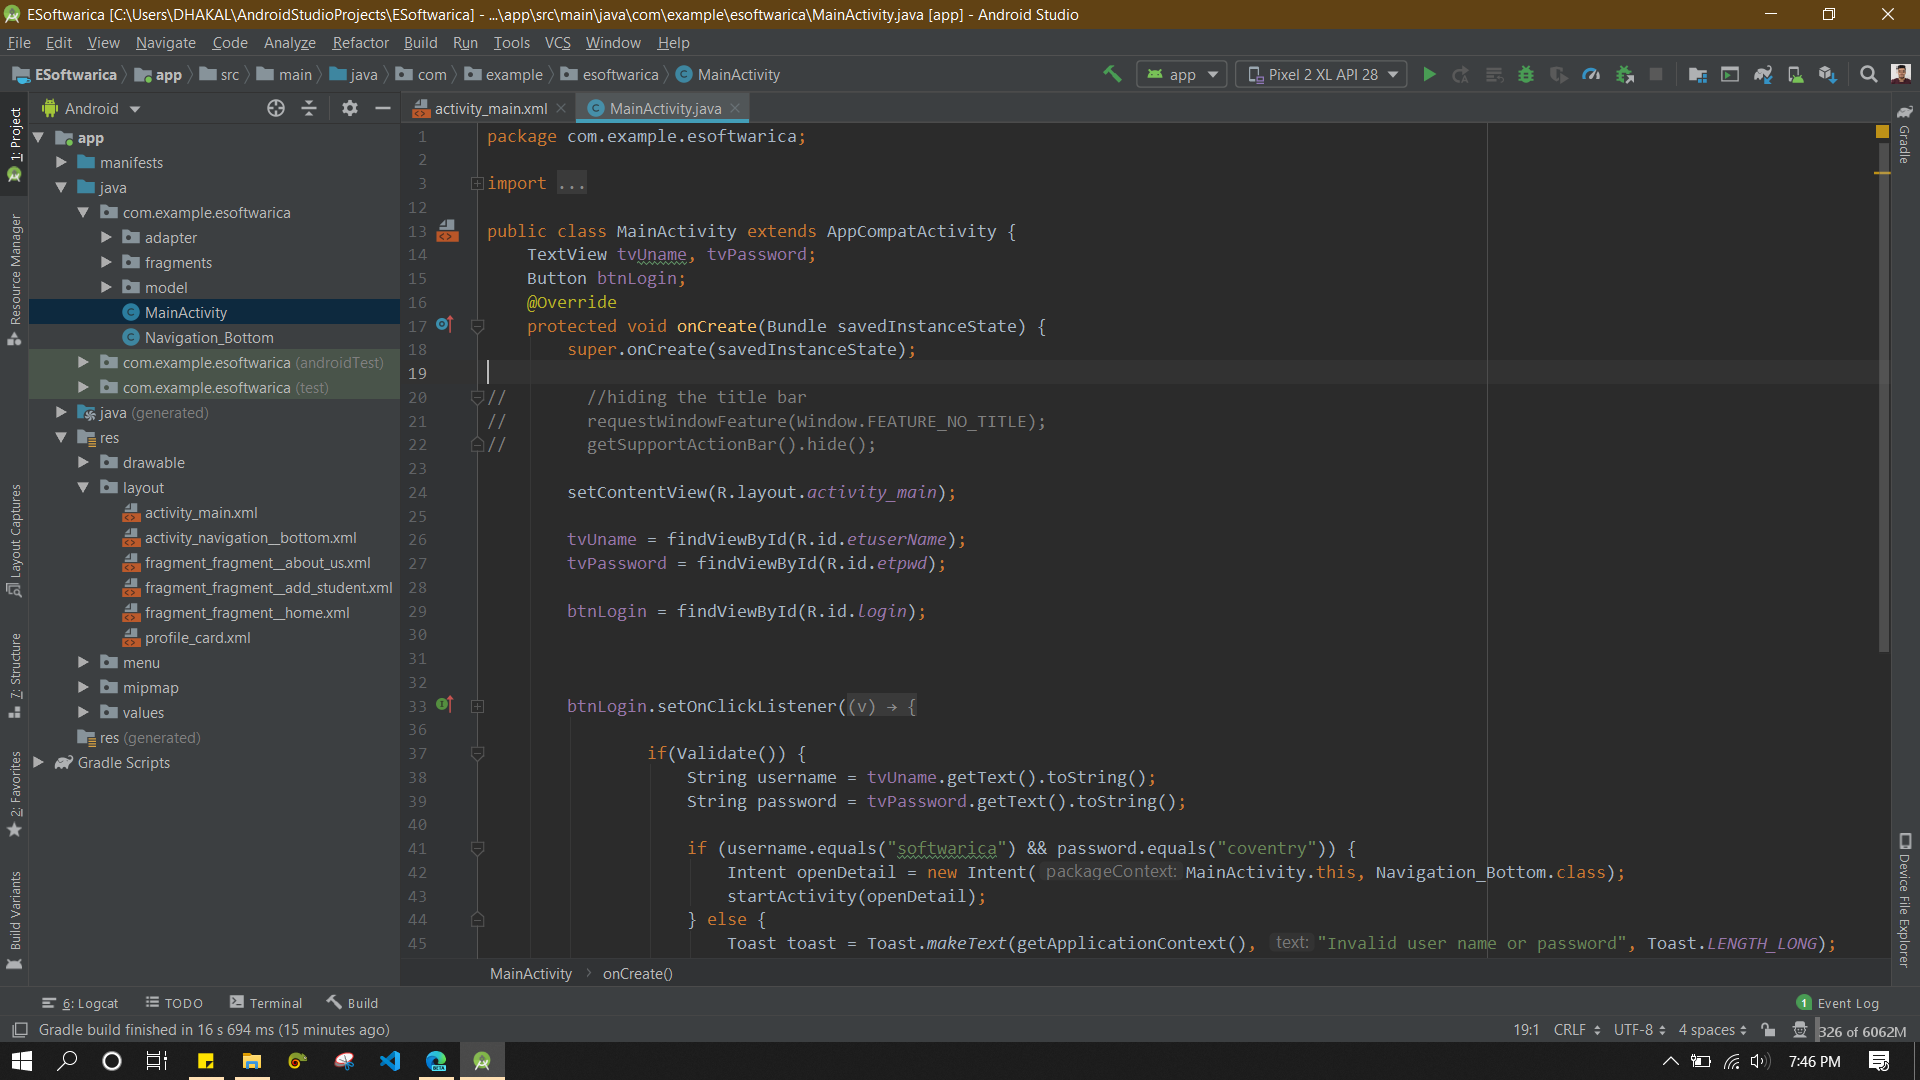 ESoftwarica [C:\Users\DHAKAL\AndroidStudioProjects\ESoftwarica] - ...\app\src\main\java\com\example\esoftwarica\MainActivity.java [app] - Android Studio
File Edit View Navigate Code Analyze Refactor Build Run Tools VCS Window Help
ESoftwarica app src main java com example esoftwarica MainActivity app Pixel 2 XL API 28
Android
activity_main.xml MainActivity.java
1: Project
Resource Manager
Layout Captures
7: Structure
2: Favorites
Build Variants
app
manifests
java
com.example.esoftwarica
adapter
fragments
model
MainActivity
Navigation_Bottom
com.example.esoftwarica (androidTest)
com.example.esoftwarica (test)
java (generated)
res
drawable
layout
activity_main.xml
activity_navigation__bottom.xml
fragment_fragment__about_us.xml
fragment_fragment__add_student.xml
fragment_fragment__home.xml
profile_card.xml
menu
mipmap
values
res (generated)
Gradle Scripts
1 package com.example.esoftwarica;
2
3 import ...
12
13 public class MainActivity extends AppCompatActivity {
14 TextView tvUname, tvPassword;
15 Button btnLogin;
16 @Override
17 protected void onCreate(Bundle savedInstanceState) {
18 super.onCreate(savedInstanceState);
19
20 // //hiding the title bar
21 // requestWindowFeature(Window.FEATURE_NO_TITLE);
22 // getSupportActionBar().hide();
23
24 setContentView(R.layout.activity_main);
25
26 tvUname = findViewById(R.id.etuserName);
27 tvPassword = findViewById(R.id.etpwd);
28
29 btnLogin = findViewById(R.id.login);
30
31
32
33 btnLogin.setOnClickListener((v) → {
36
37 if(Validate()) {
38 String username = tvUname.getText().toString();
39 String password = tvPassword.getText().toString();
40
41 if (username.equals("softwarica") && password.equals("coventry")) {
42 Intent openDetail = new Intent( packageContext: MainActivity.this, Navigation_Bottom.class);
43 startActivity(openDetail);
44 } else {
45 Toast toast = Toast.makeText(getApplicationContext(), text: "Invalid user name or password", Toast.LENGTH_LONG);
MainActivity onCreate()
Gradle
Device File Explorer
6: Logcat TODO Terminal Build 1 Event Log
Gradle build finished in 16 s 694 ms (15 minutes ago) 19:1 CRLF UTF-8 4 spaces 326 of 6062M
BETA 7:46 PM